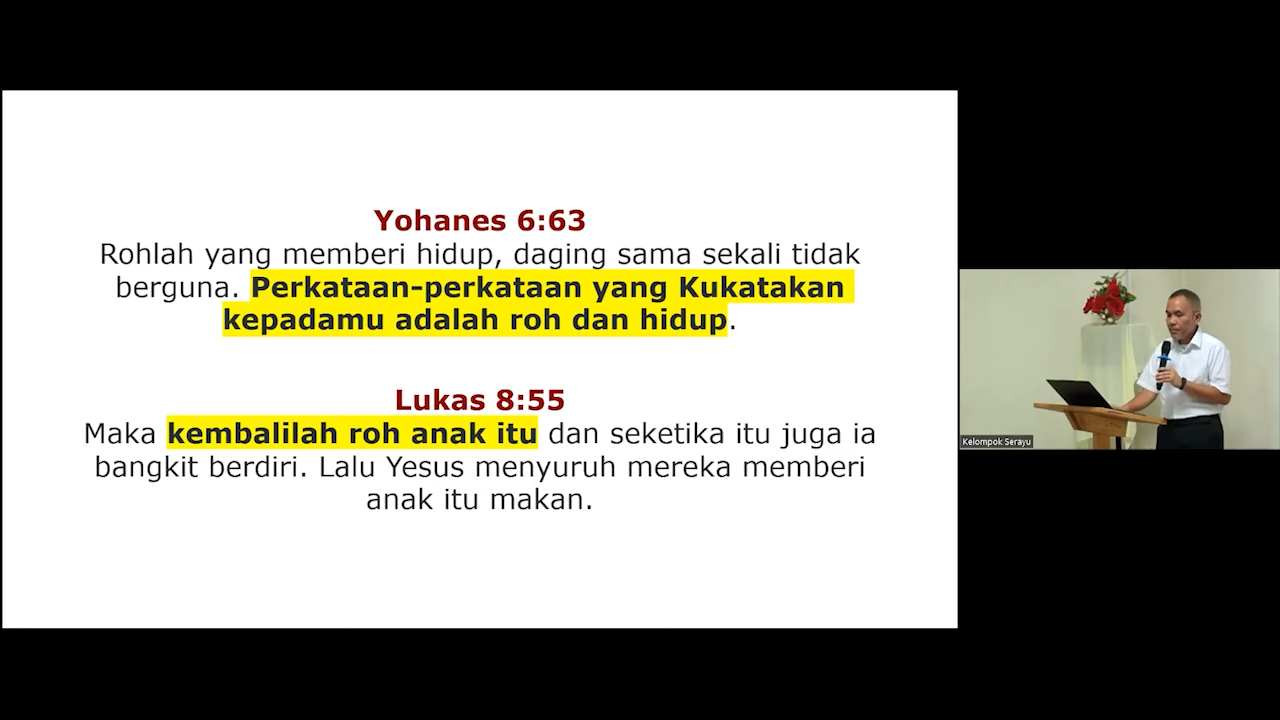 Yohanes 6:63
Rohlah yang memberi hidup, daging sama sekali tidak
berguna. Perkataan-perkataan yang Kukatakan
kepadamu adalah roh dan hidup.
Lukas 8:55
Maka kembalilah roh anak itu dan seketika itu juga ia
bangkit berdiri. Lalu Yesus menyuruh mereka memberi
anak itu makan.
Kelompok Serayu